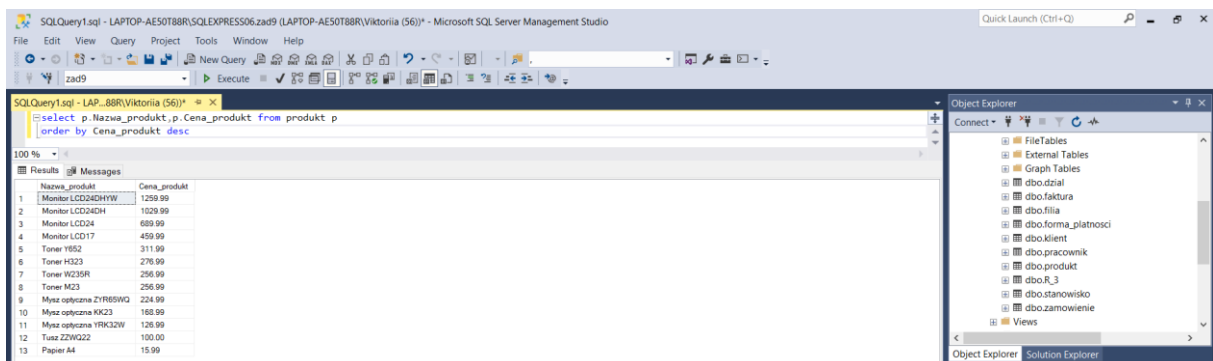 SQLQuery1.sql - LAPTOP-AE50T88R\SQLEXPRESS06.zad9 (LAPTOP-AE50T88R\Viktoriia (56))* - Microsoft SQL Server Management Studio
Quick Launch (Ctrl+Q)
File Edit View Query Project Tools Window Help
New Query
zad9
Execute
SQLQuery1.sql - LAP...88R\Viktoriia (56))*
select p.Nazwa_produkt,p.Cena_produkt from produkt p
order by Cena_produkt desc
100 %
Results Messages
Nazwa_produkt Cena_produkt
1 Monitor LCD24DHYW 1259.99
2 Monitor LCD24DH 1029.99
3 Monitor LCD24 689.99
4 Monitor LCD17 459.99
5 Toner Y652 311.99
6 Toner H323 276.99
7 Toner W235R 256.99
8 Toner M23 256.99
9 Mysz optyczna ZYR65WQ 224.99
10 Mysz optyczna KK23 168.99
11 Mysz optyczna YRK32W 126.99
12 Tusz ZZWQ22 100.00
13 Papier A4 15.99
Object Explorer
Connect
FileTables
External Tables
Graph Tables
dbo.dzial
dbo.faktura
dbo.filia
dbo.forma_platnosci
dbo.klient
dbo.pracownik
dbo.produkt
dbo.R_3
dbo.stanowisko
dbo.zamowienie
Views
Object Explorer Solution Explorer